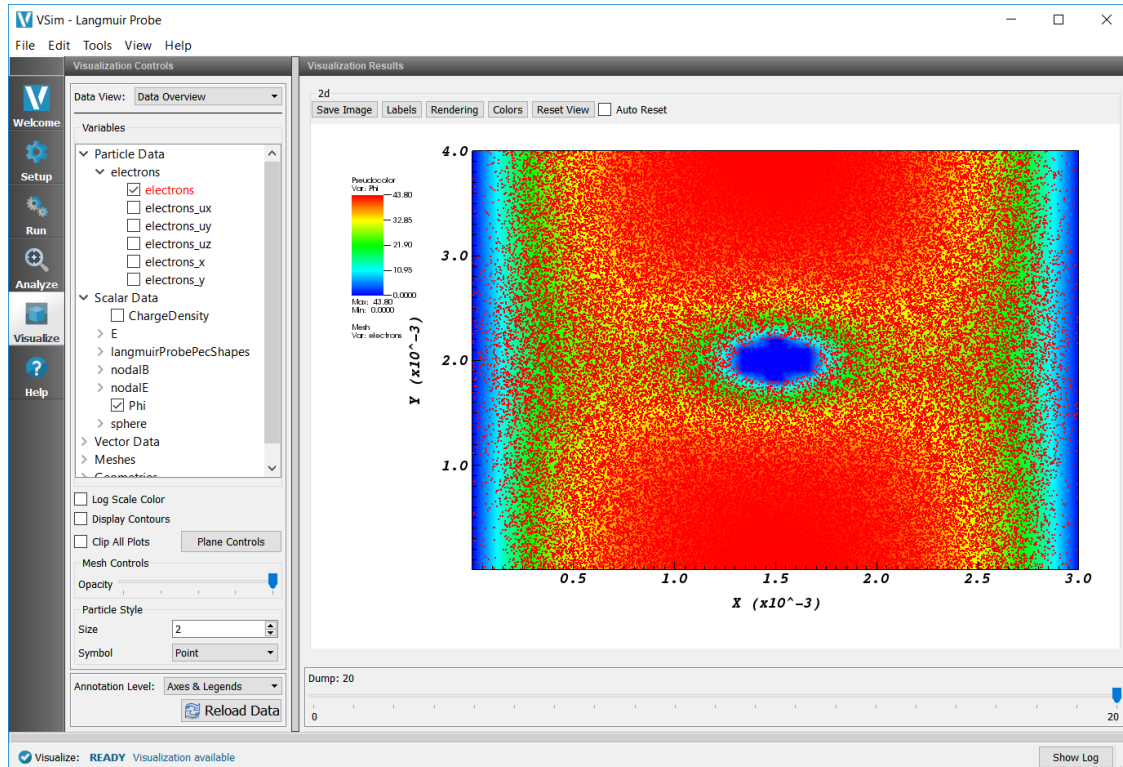 VSim - Langmuir Probe
File Edit Tools View Help
Visualization Controls
Data View: Data Overview
Variables
Particle Data
electrons
electrons
electrons_ux
electrons_uy
electrons_uz
electrons_x
electrons_y
Scalar Data
ChargeDensity
E
langmuirProbePecShapes
nodalB
nodalE
Phi
sphere
Vector Data
Meshes
Geometries
Log Scale Color
Display Contours
Clip All Plots Plane Controls
Mesh Controls
Opacity
Particle Style
Size 2
Symbol Point
Annotation Level: Axes & Legends
Reload Data
Welcome
Setup
Run
Analyze
Visualize
Help
Visualization Results
2d
Save Image Labels Rendering Colors Reset View Auto Reset
Pseudocolor
Var: Phi
43.80
32.85
21.90
10.95
0.0000
Max: 43.80
Min: 0.0000
Mesh
Var: electrons
4.0
3.0
2.0
1.0
Y (x10^-3)
0.5 1.0 1.5 2.0 2.5 3.0
X (x10^-3)
Dump: 20
0 20
Visualize: READY Visualization available
Show Log